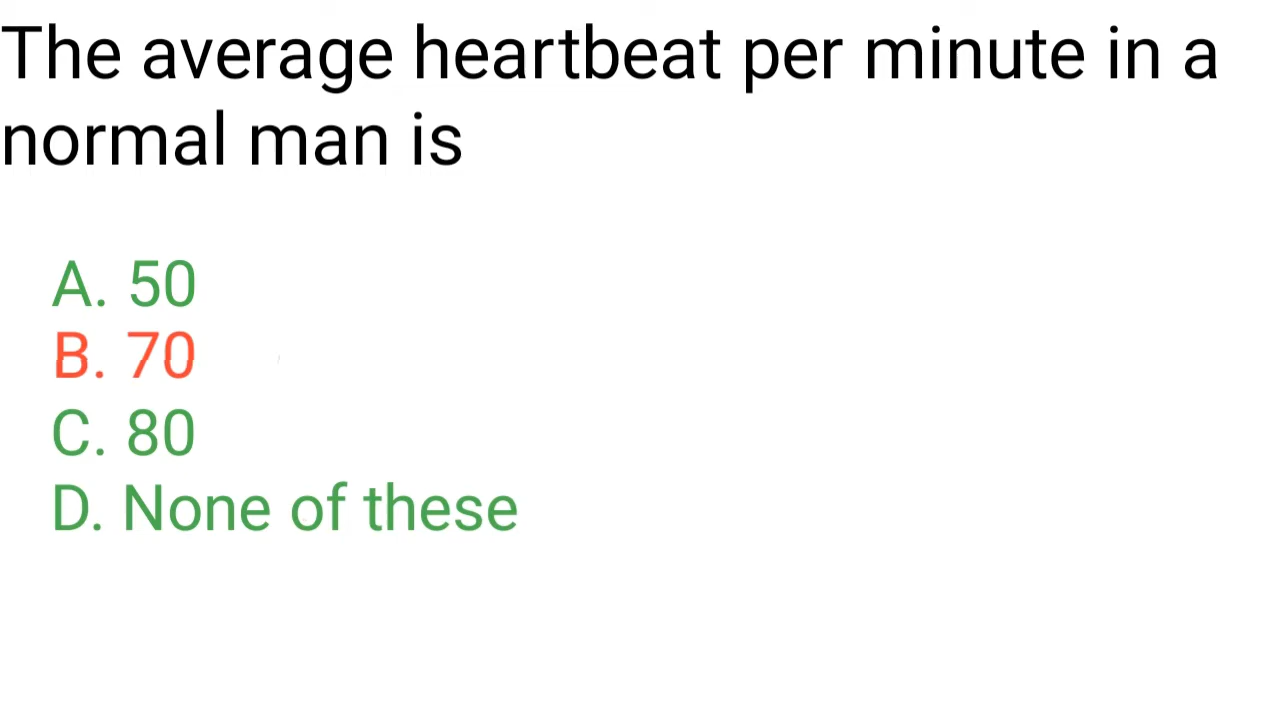 The average heartbeat per minute in a
normal man is
A. 50
B. 70
C. 80
D. None of these